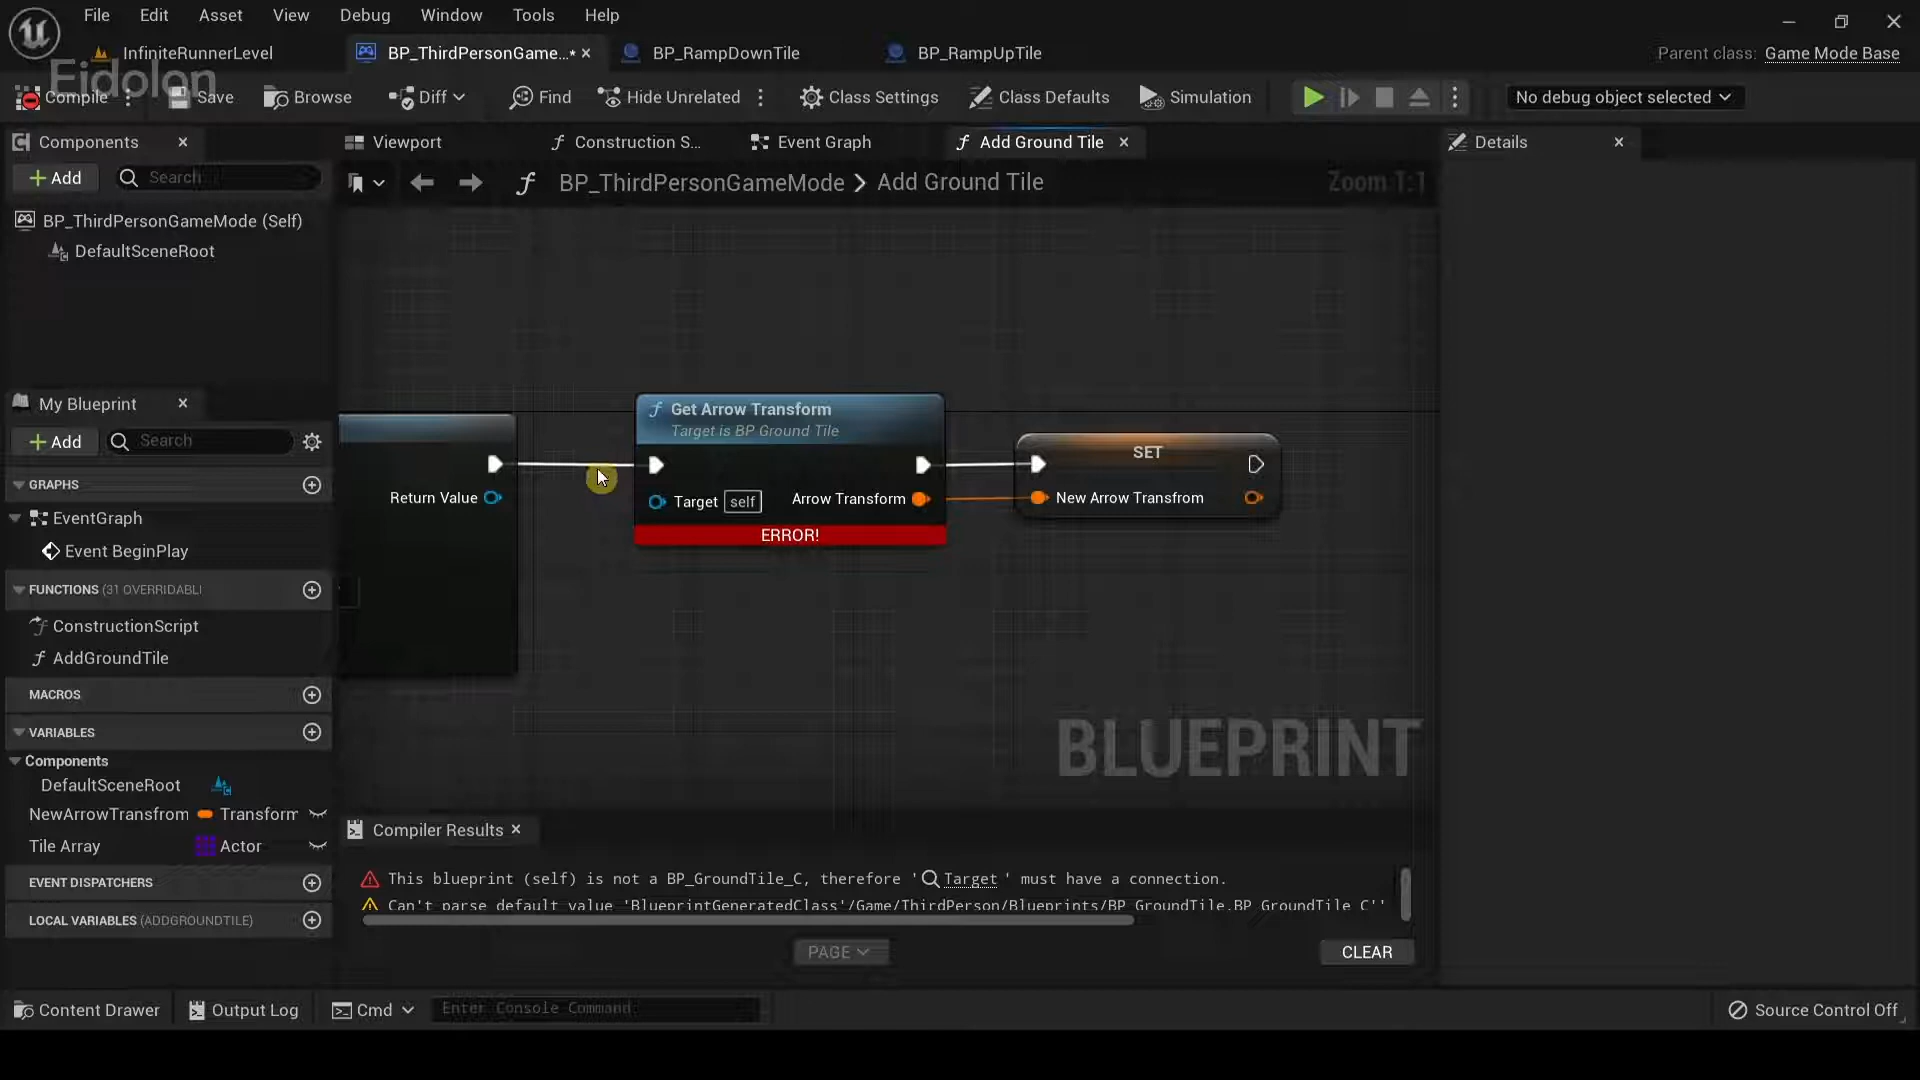 File Edit Asset View Debug Window Tools Help
InfiniteRunnerLevel BP_ThirdPersonGame...* BP_RampDownTile BP_RampUpTile Parent class: Game Mode Base
Eidolon
Compile Save Browse Diff Find Hide Unrelated Class Settings Class Defaults Simulation No debug object selected
Components Viewport Construction S... Event Graph Add Ground Tile Details
Add Search BP_ThirdPersonGameMode > Add Ground Tile Zoom 1:1
BP_ThirdPersonGameMode (Self)
DefaultSceneRoot
My Blueprint
Add Search
GRAPHS
EventGraph
Event BeginPlay
FUNCTIONS (31 OVERRIDABL
ConstructionScript
AddGroundTile
MACROS
VARIABLES
Components
DefaultSceneRoot
NewArrowTransfrom Transform
Tile Array Actor
EVENT DISPATCHERS
LOCAL VARIABLES (ADDGROUNDTILE)
Return Value
Get Arrow Transform
Target is BP Ground Tile
Target self Arrow Transform
ERROR!
SET
New Arrow Transfrom
BLUEPRINT
Compiler Results
This blueprint (self) is not a BP_GroundTile_C, therefore ' Target ' must have a connection.
Can't parse default value 'BlueprintGeneratedClass'/Game/ThirdPerson/Blueprints/BP_GroundTile.BP_GroundTile_C''
PAGE CLEAR
Content Drawer Output Log Cmd Enter Console Command Source Control Off